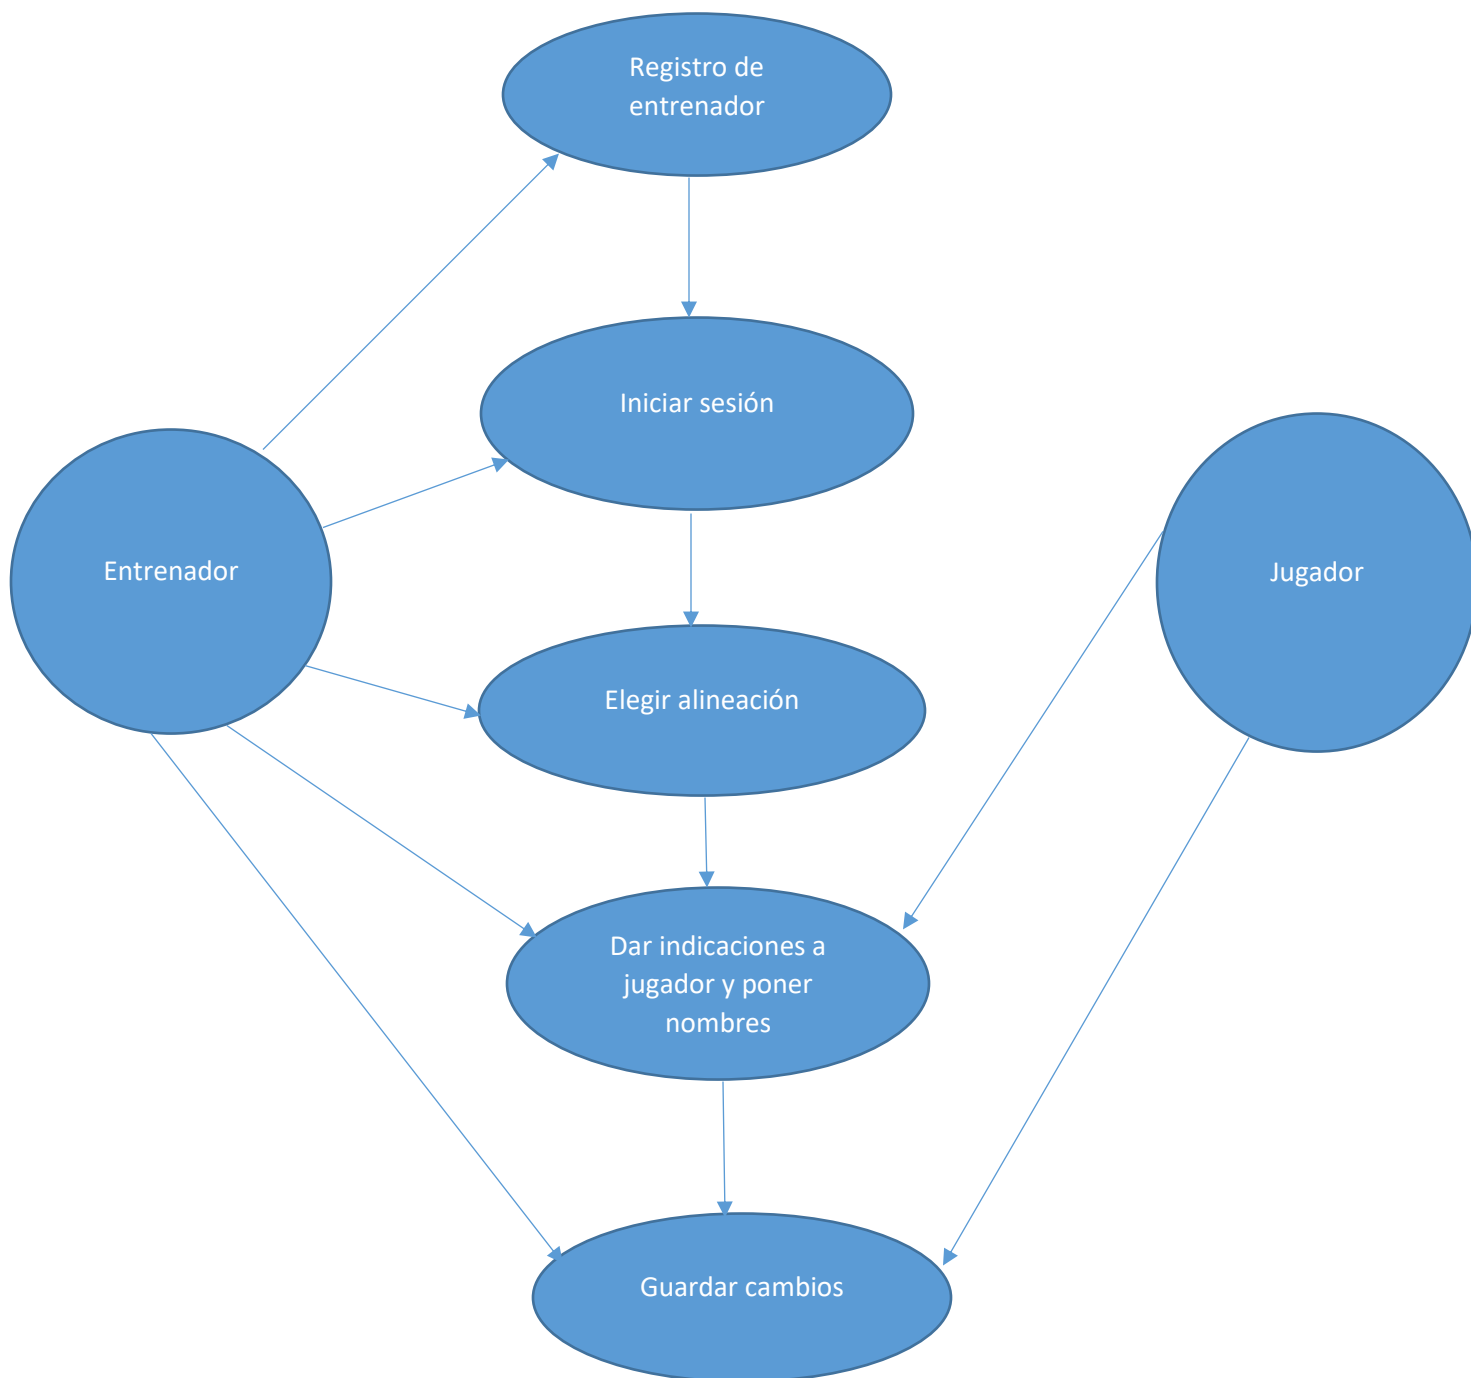 Registro de
entrenador
Iniciar sesión
Entrenador
Jugador
Elegir alineación
Dar indicaciones a
jugador y poner
nombres
Guardar cambios